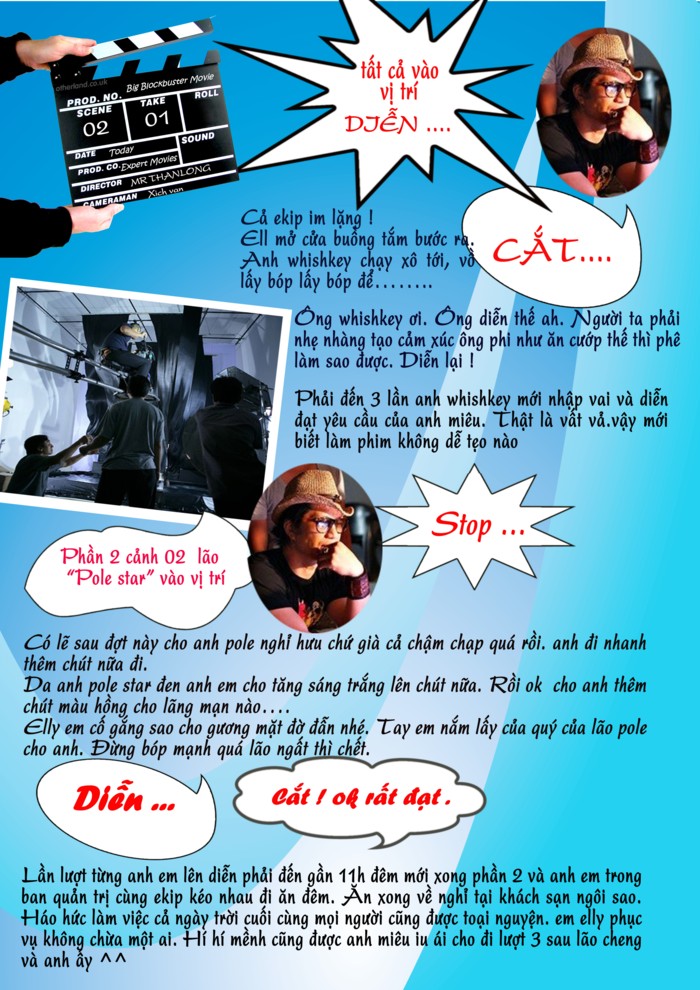 otherland.co.uk
Big Blockbuster Movie
PROD. NO.
SCENE
TAKE
ROLL
02
01
SOUND
DATE Today
PROD. CO. Expert Movies
DIRECTOR MR THANLONG
CAMERAMAN Xich van
tất cả vào
vị trí
DIỄN ....
Cả ekip im lặng !
Ell mở cửa buồng tắm bước ra.
Anh whishkey chạy xô tới, vồ
lấy bóp lấy bóp để........
CẮT....
Ông whishkey ơi. Ông diễn thế ah. Người ta phải
nhẹ nhàng tạo cảm xúc ông phi như ăn cướp thế thì phê
làm sao được. Diễn lại !
Phải đến 3 lần anh whishkey mới nhập vai và diễn
đạt yêu cầu của anh miêu. Thật là vất vả.vậy mới
biết làm phim không dễ tẹo nào
Stop ...
Phần 2 cảnh 02 lão
“Pole star” vào vị trí
Có lẽ sau đợt này cho anh pole nghỉ hưu chứ già cả chậm chạp quá rồi. anh đi nhanh
thêm chút nữa đi.
Da anh pole star đen anh em cho tăng sáng trắng lên chút nữa. Rồi ok cho anh thêm
chút màu hồng cho lãng mạn nào....
Elly em cố gắng sao cho gương mặt đờ đẫn nhé. Tay em nắm lấy của quý của lão pole
cho anh. Đừng bóp mạnh quá lão ngất thì chết.
Diễn ...
Cắt ! ok rất đạt .
Lần lượt từng anh em lên diễn phải đến gần 11h đêm mới xong phần 2 và anh em trong
ban quản trị cùng ekip kéo nhau đi ăn đêm. Ăn xong về nghỉ tại khách sạn ngôi sao.
Háo hức làm việc cả ngày trời cuối cùng mọi người cũng được toại nguyện. em elly phục
vụ không chừa một ai. Hí hí mềnh cũng được anh miêu iu ái cho đi lượt 3 sau lão cheng
và anh ấy ^^